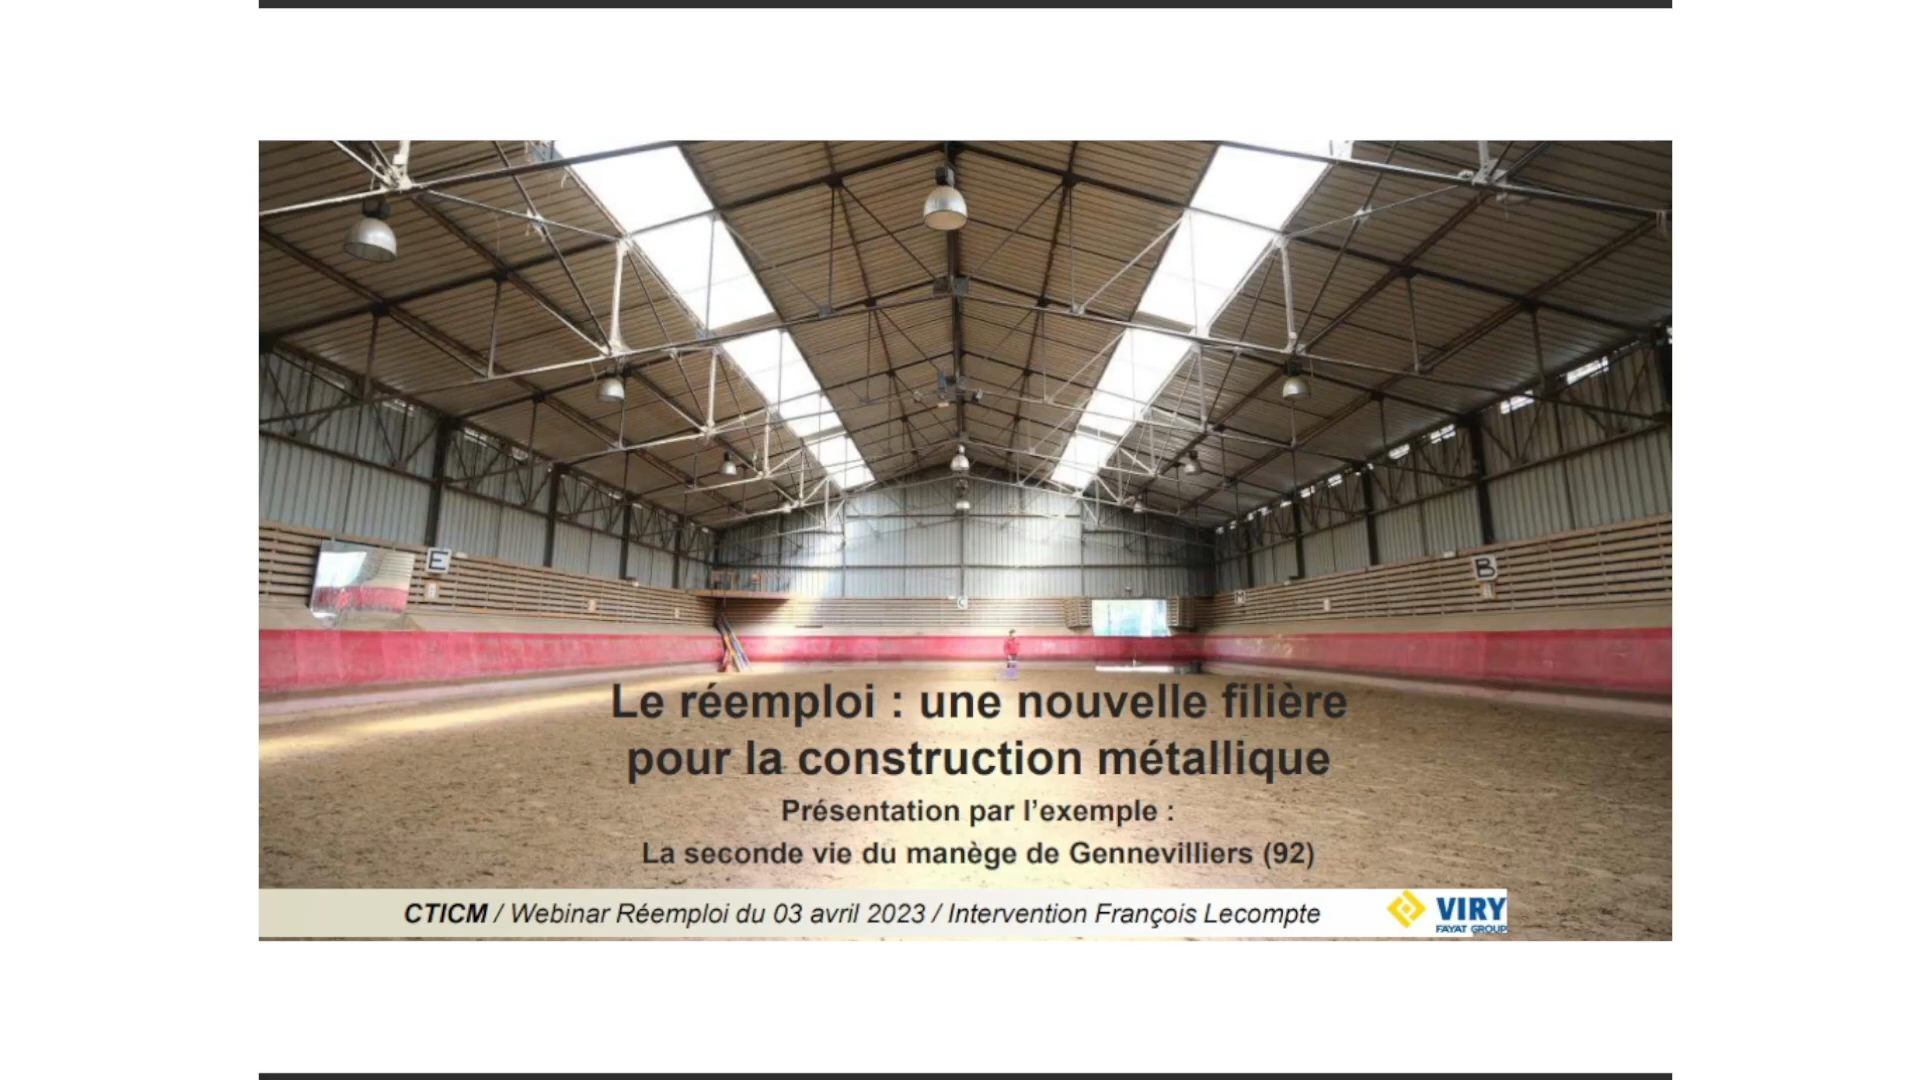 E
B
C
Le réemploi : une nouvelle filière
pour la construction métallique
Présentation par l'exemple :
La seconde vie du manège de Gennevilliers (92)
CTICM / Webinar Réemploi du 03 avril 2023 / Intervention François Lecompte
VIRY
FAYAT GROUP